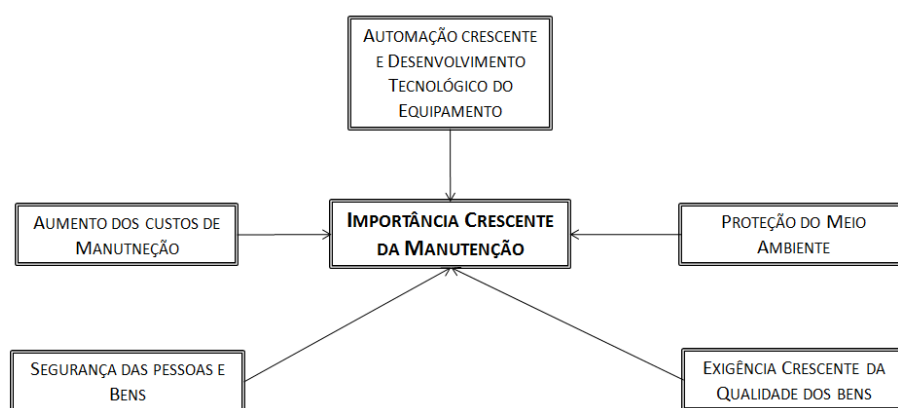 AUTOMAÇÃO CRESCENTE
E DESENVOLVIMENTO
TECNOLÓGICO DO
EQUIPAMENTO
AUMENTO DOS CUSTOS DE
MANUTNEÇÃO
IMPORTÂNCIA CRESCENTE
DA MANUTENÇÃO
PROTEÇÃO DO MEIO
AMBIENTE
SEGURANÇA DAS PESSOAS E
BENS
EXIGÊNCIA CRESCENTE DA
QUALIDADE DOS BENS